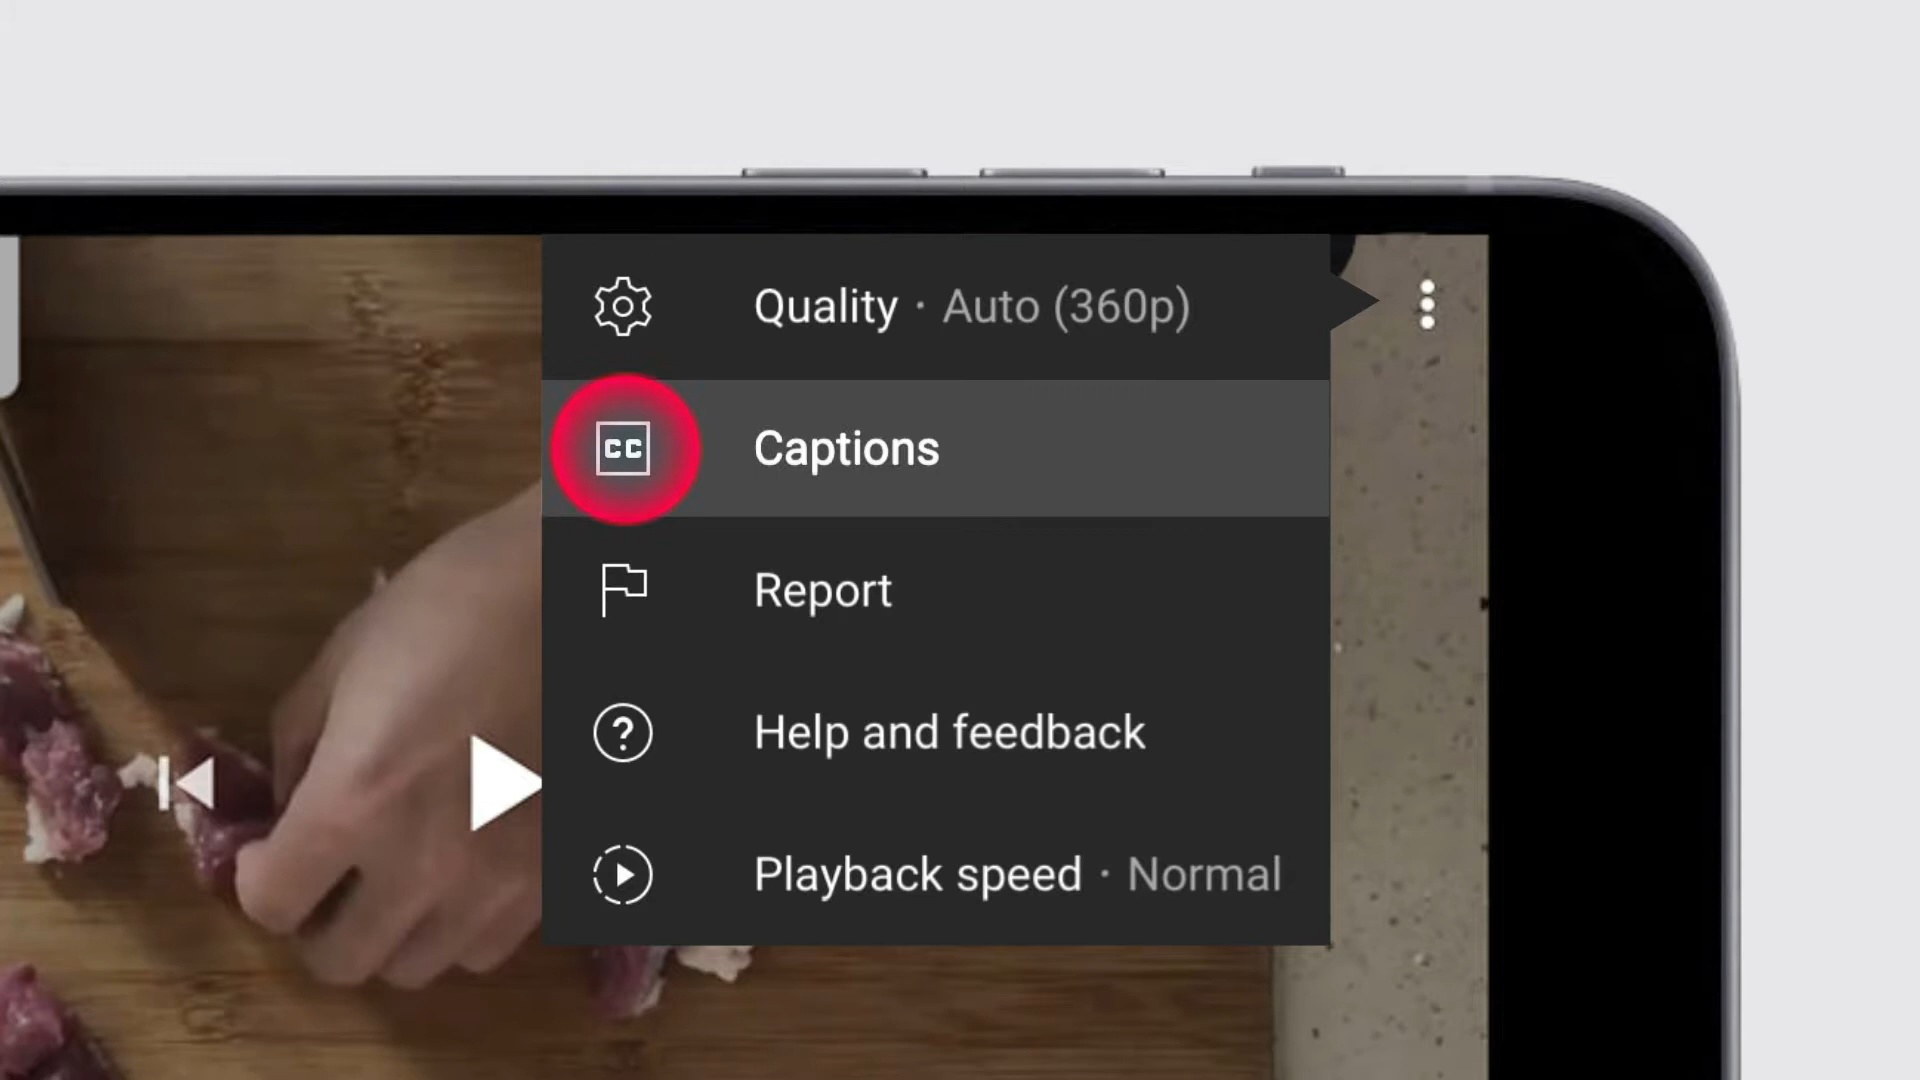 Quality · Auto (360p)
CC Captions
Report
? Help and feedback
Playback speed · Normal